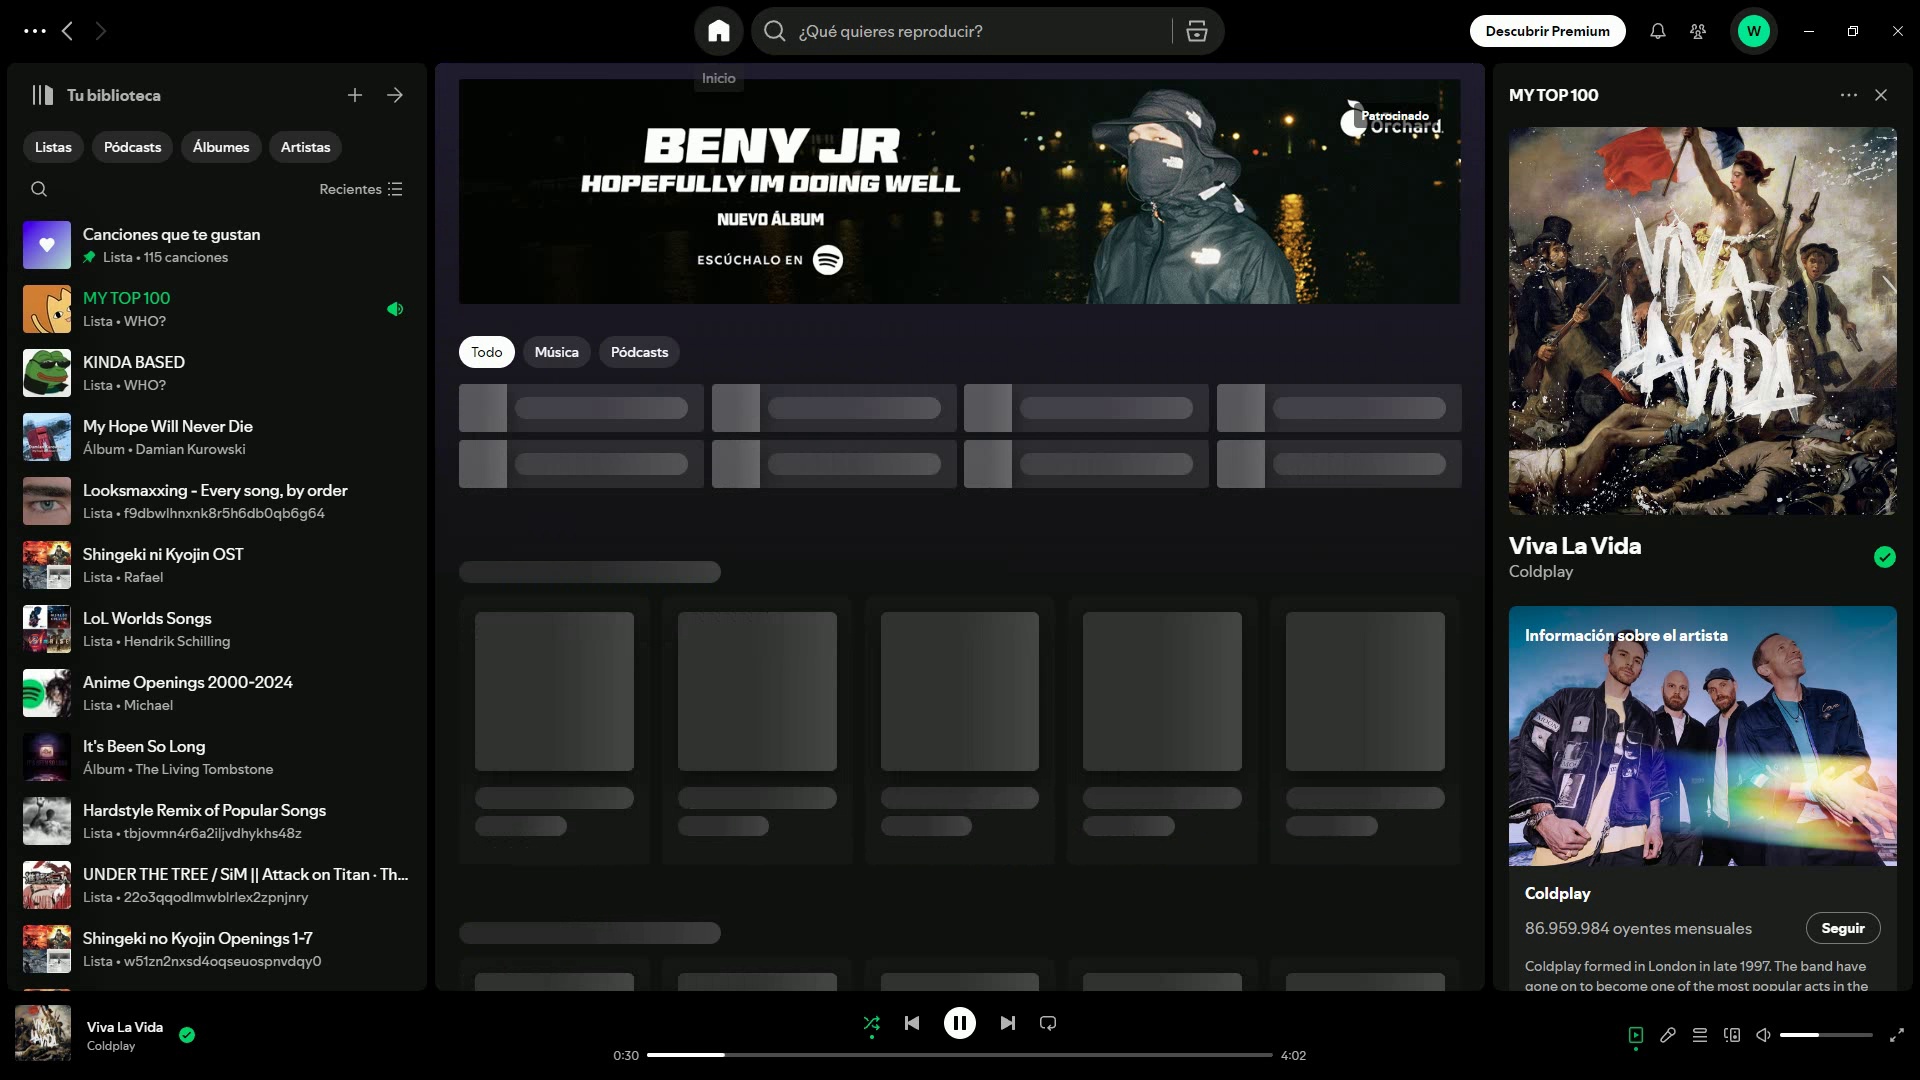 ¿Qué quieres reproducir?
Descubrir Premium
W
Inicio
Tu biblioteca
Listas
Pódcasts
Álbumes
Artistas
Recientes
Canciones que te gustan
Lista • 115 canciones
MY TOP 100
Lista • WHO?
KINDA BASED
Lista • WHO?
My Hope Will Never Die
Álbum • Damian Kurowski
Looksmaxxing - Every song, by order
Lista • f9dbwlhnxnk8r5h6db0qb6g64
Shingeki ni Kyojin OST
Lista • Rafael
LoL Worlds Songs
Lista • Hendrik Schilling
Anime Openings 2000-2024
Lista • Michael
It's Been So Long
Álbum • The Living Tombstone
Hardstyle Remix of Popular Songs
Lista • tbjovmn4r6a2iljvdhykhs48z
UNDER THE TREE / SiM || Attack on Titan · Th...
Lista • 22o3qqodlmwblrlex2zpnjnry
Shingeki no Kyojin Openings 1-7
Lista • w51zn2nxsd4oqseuospnvdqy0
BENY JR
HOPEFULLY IM DOING WELL
NUEVO ÁLBUM
ESCÚCHALO EN
Patrocinado
Orchard
Todo
Música
Pódcasts
MY TOP 100
VIVA
LA VIDA
Viva La Vida
Coldplay
Información sobre el artista
Coldplay
86.959.984 oyentes mensuales
Seguir
Coldplay formed in London in late 1997. The band have
gone on to become one of the most popular acts in the
Viva La Vida
Coldplay
0:30
4:02